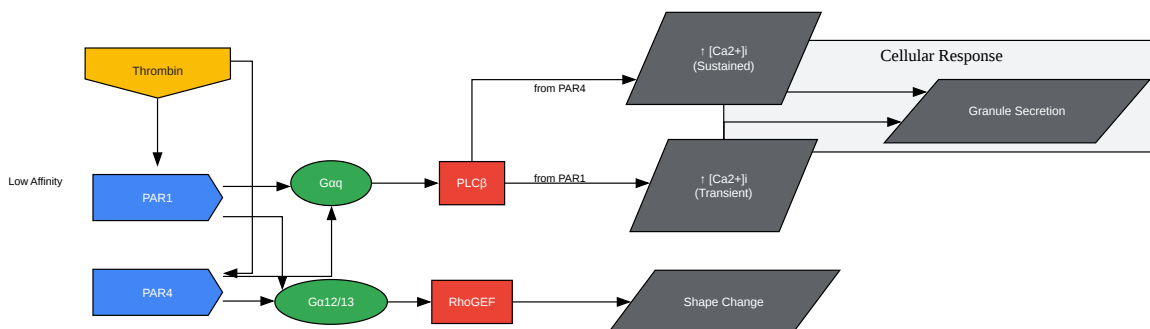 Thrombin
Low Affinity
PAR1
PAR4
Gαq
Gα12/13
PLCβ
RhoGEF
from PAR4
from PAR1
↑ [Ca2+]i
(Sustained)
↑ [Ca2+]i
(Transient)
Shape Change
Cellular Response
Granule Secretion